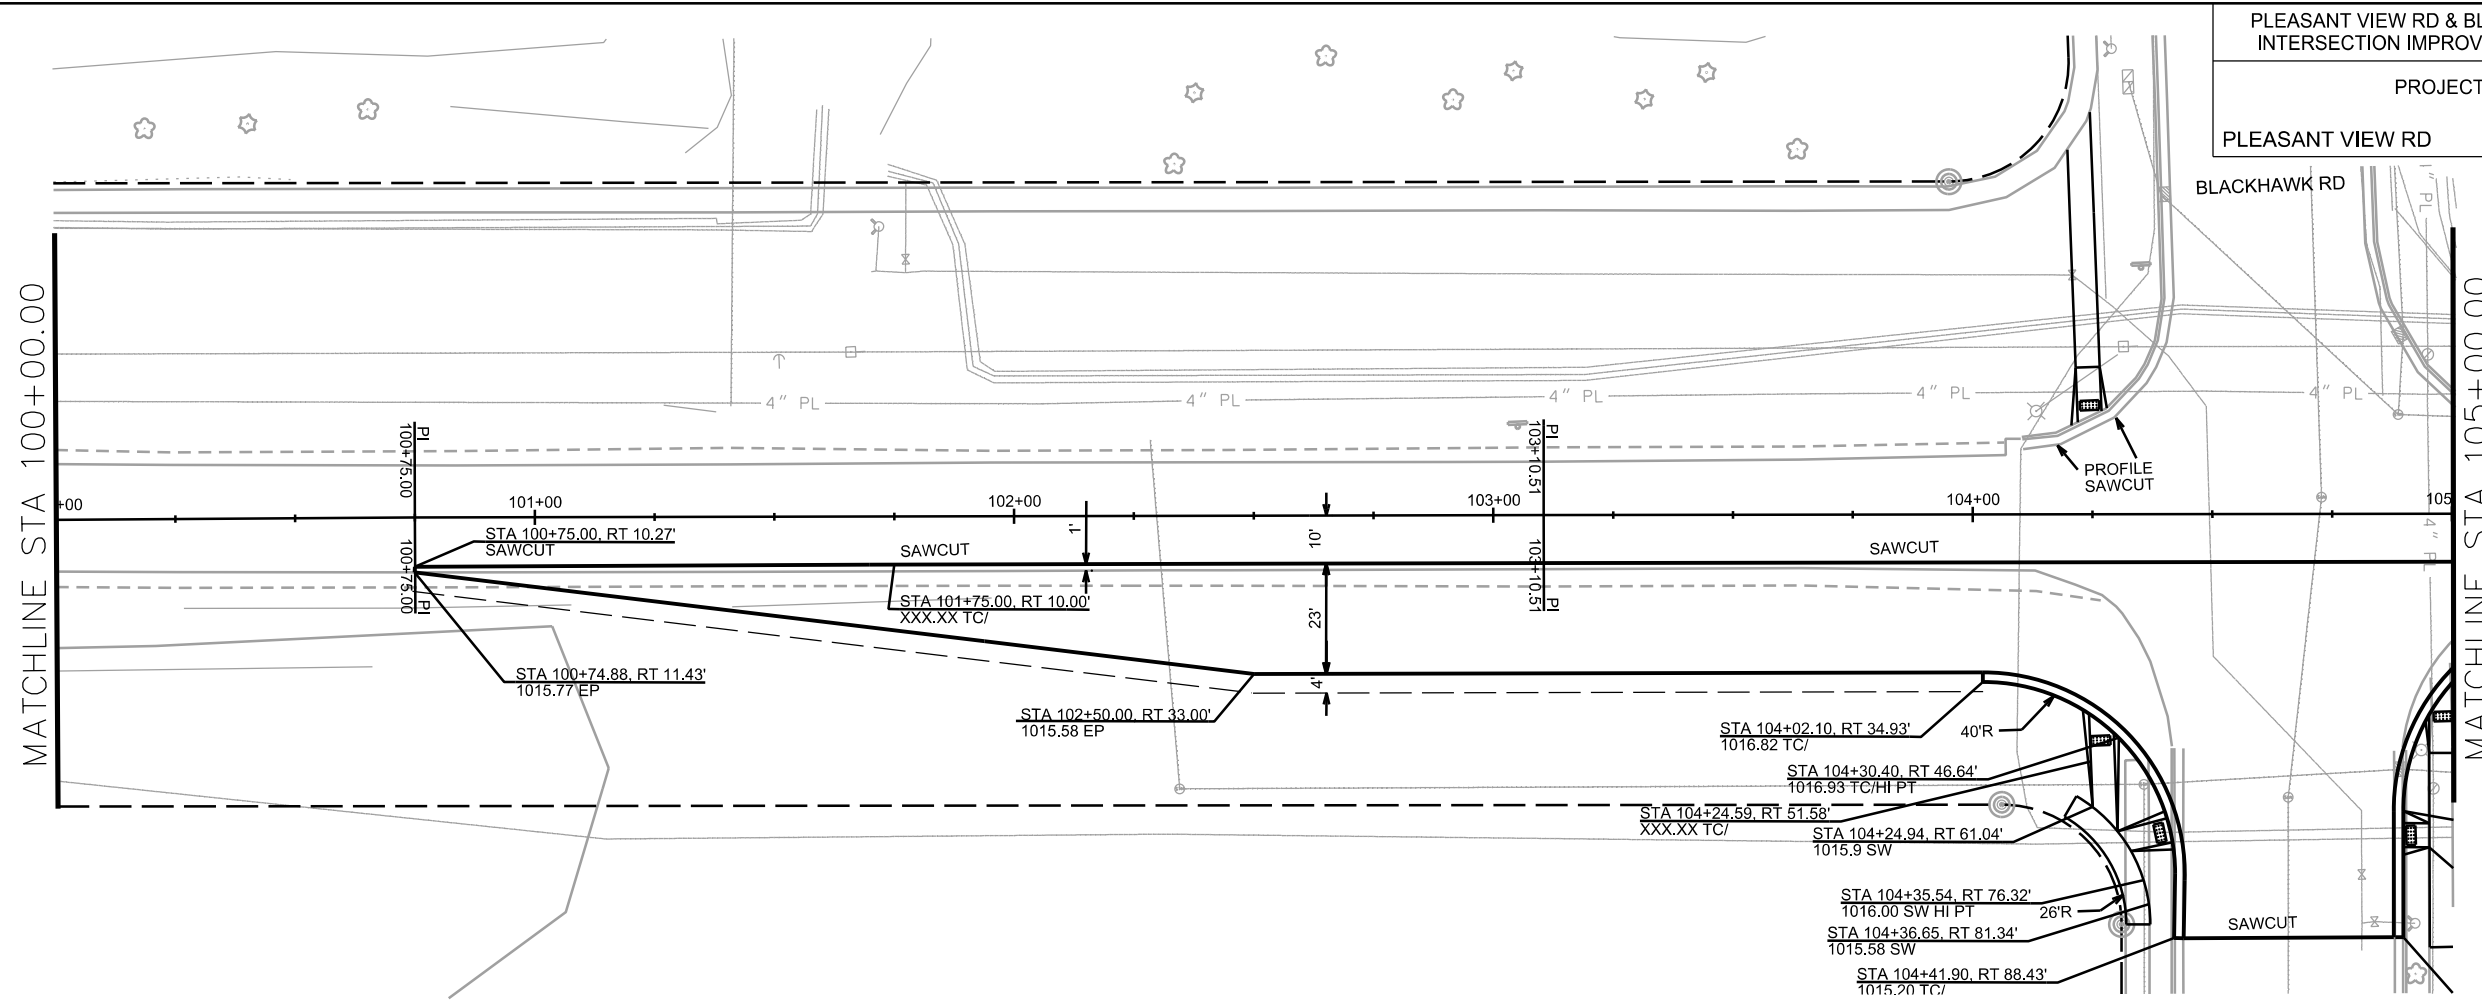 PLEASANT VIEW RD & BL
INTERSECTION IMPROV
PROJECT
PLEASANT VIEW RD
BLACKHAWK RD
PL
MATCHLINE STA 100+00.00
MATCHLINE STA 105+00.00
4" PL
4" PL
4" PL
4" PL
4" PL
4" PL
PI
100+75.00
PI
103+10.51
PROFILE
SAWCUT
+00
101+00
102+00
103+00
104+00
105
STA 100+75.00, RT 10.27'
SAWCUT
SAWCUT
1'
10'
SAWCUT
100+75.00
PI
103+10.51
PI
STA 101+75.00, RT 10.00'
XXX.XX TC/
23'
STA 100+74.88, RT 11.43'
1015.77 EP
4'
STA 102+50.00, RT 33.00'
1015.58 EP
STA 104+02.10, RT 34.93'
1016.82 TC/
40'R
STA 104+30.40, RT 46.64'
1016.93 TC/HI PT
STA 104+24.59, RT 51.58'
XXX.XX TC/
STA 104+24.94, RT 61.04'
1015.9 SW
STA 104+35.54, RT 76.32'
1016.00 SW HI PT
26'R
STA 104+36.65, RT 81.34'
1015.58 SW
SAWCUT
STA 104+41.90, RT 88.43'
1015.20 TC/